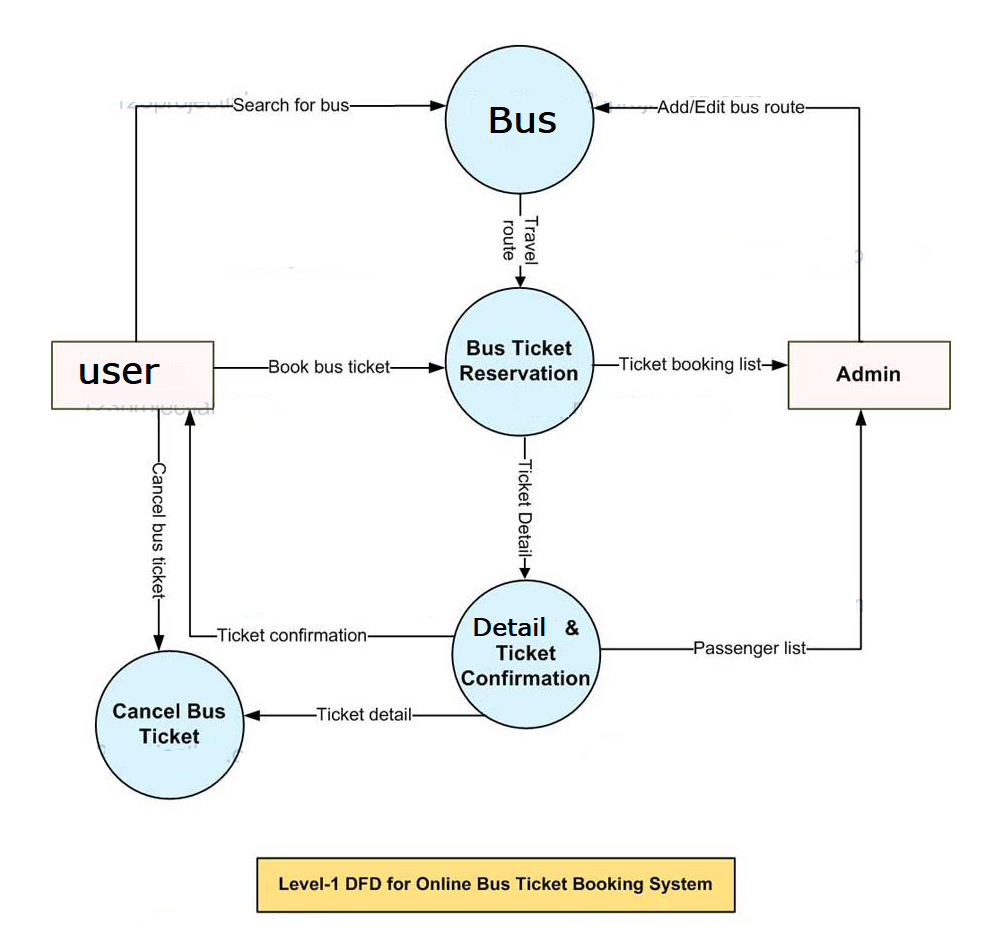 Search for bus
Bus
Add/Edit bus route
Travel
route
user
Book bus ticket
Bus Ticket
Reservation
Ticket booking list
Admin
Cancel bus ticket
Ticket Detail
Ticket confirmation
Detail &
Ticket
Confirmation
Passenger list
Cancel Bus
Ticket
Ticket detail
Level-1 DFD for Online Bus Ticket Booking System